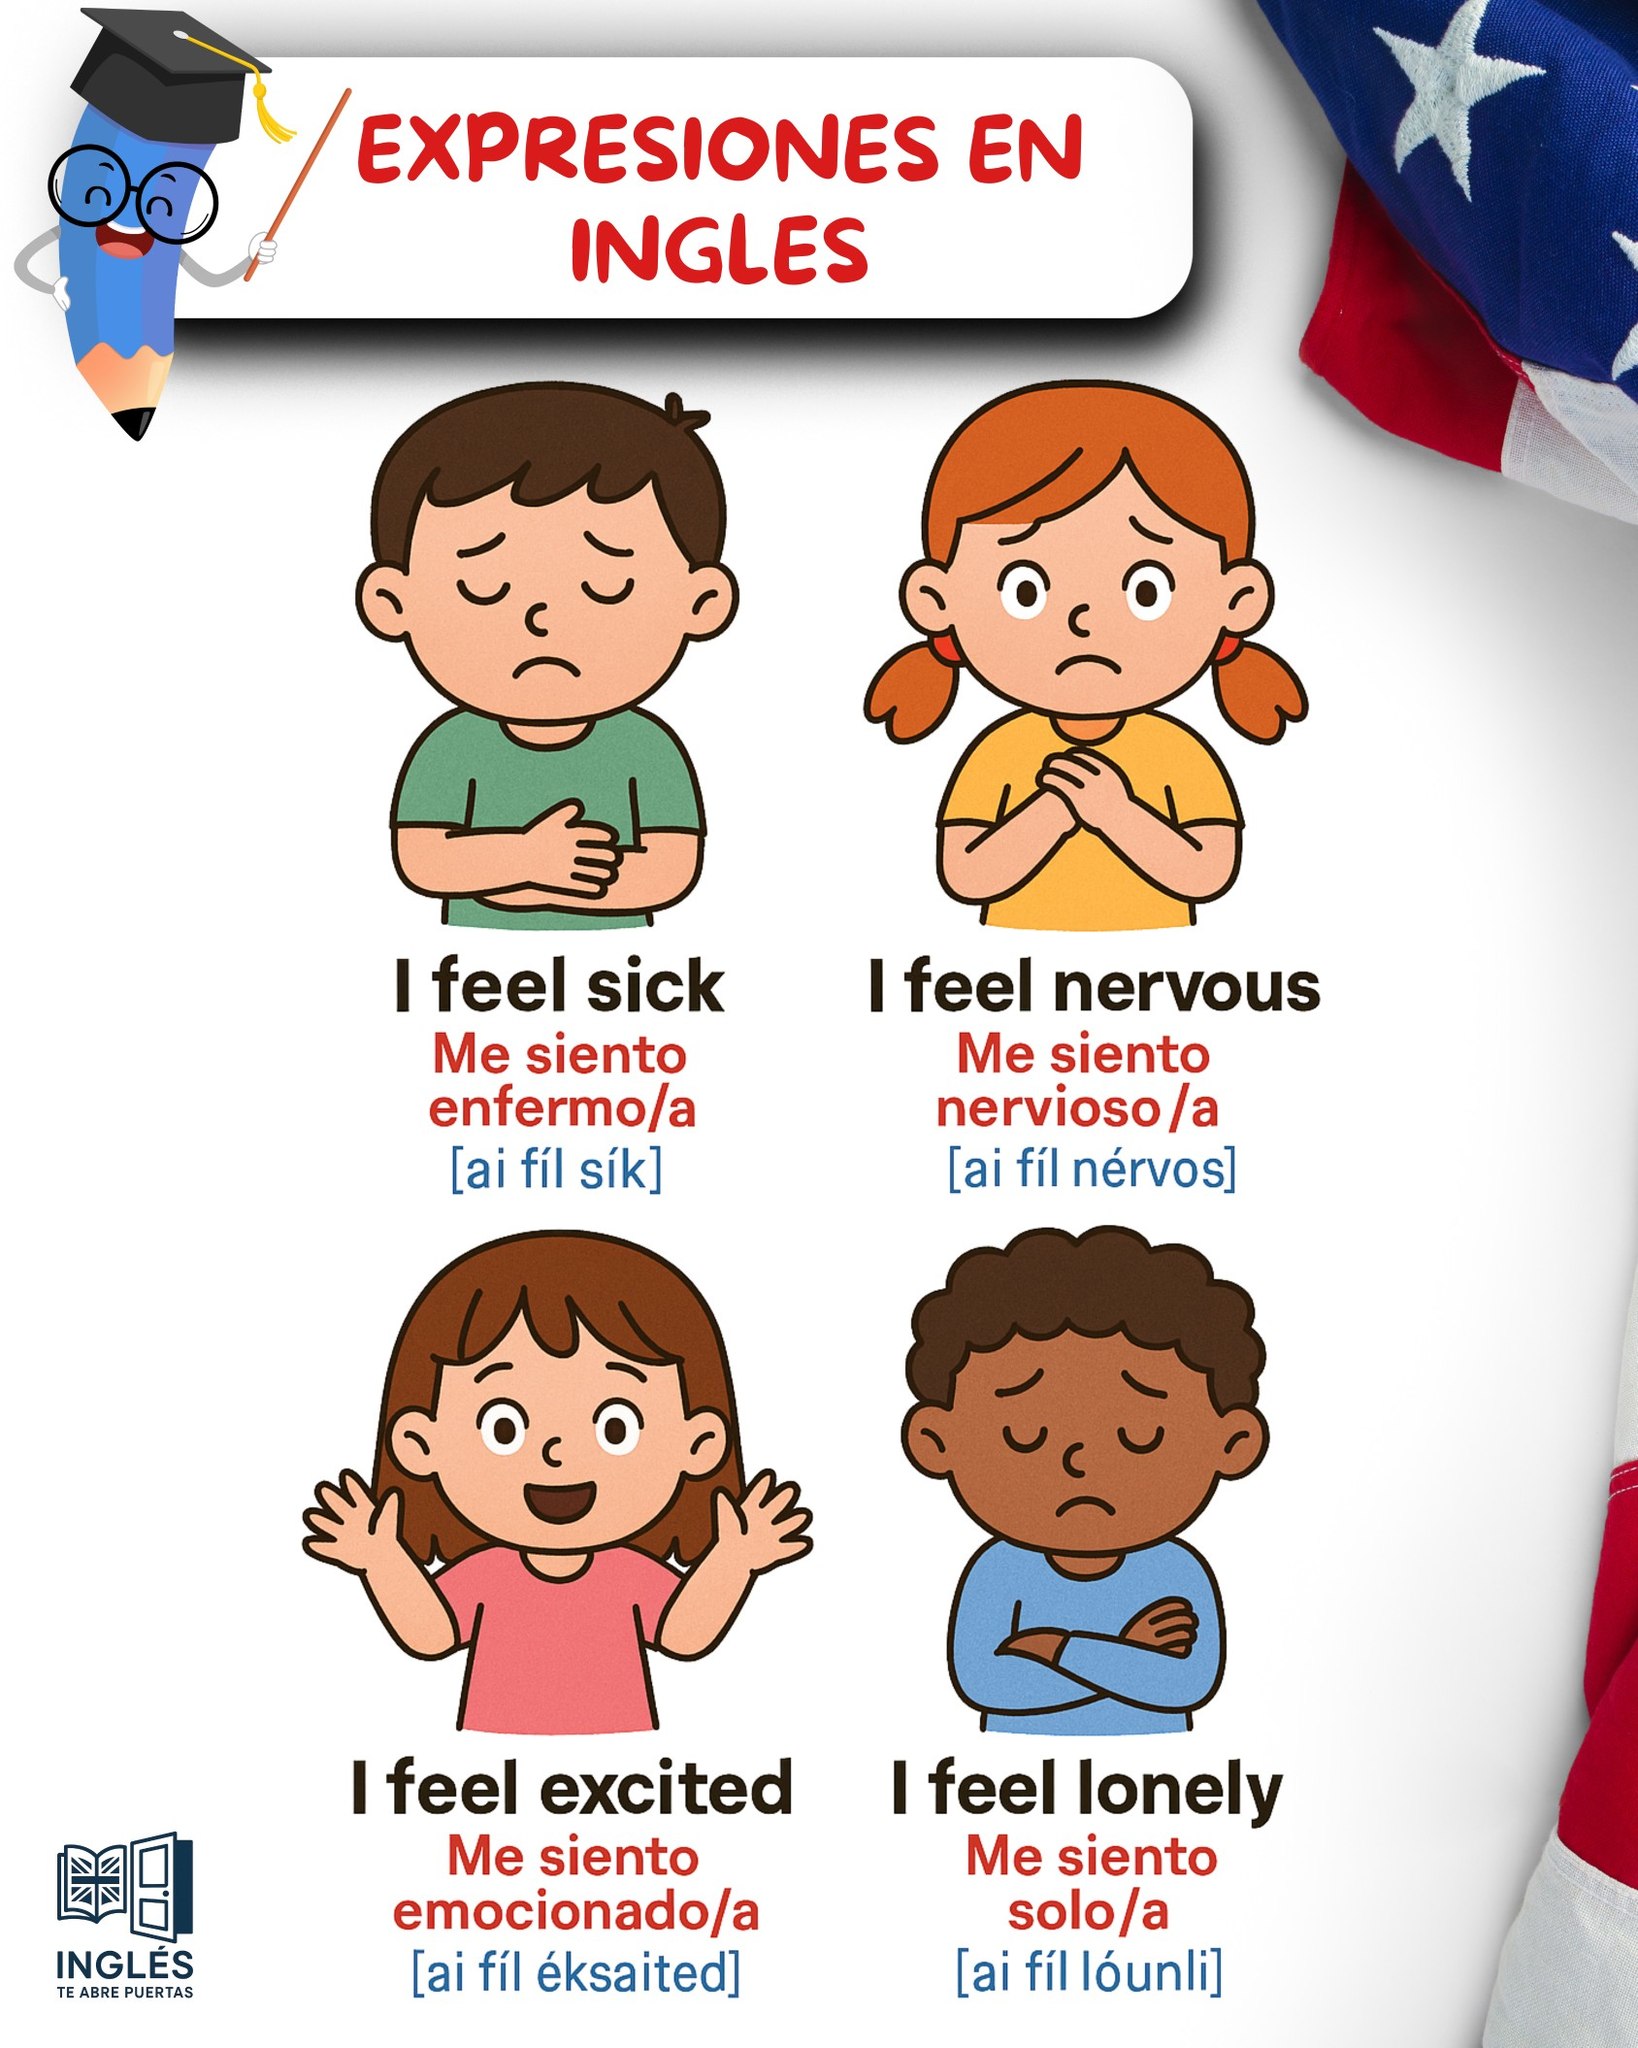 EXPRESIONES EN
INGLES
I feel sick
Me siento
enfermo/a
[ai fíl sík]
I feel nervous
Me siento
nervioso/a
[ai fíl nérvos]
I feel excited
Me siento
emocionado/a
[ai fíl éksaited]
I feel lonely
Me siento
solo/a
[ai fíl lóunli]
INGLÉS
TE ABRE PUERTAS